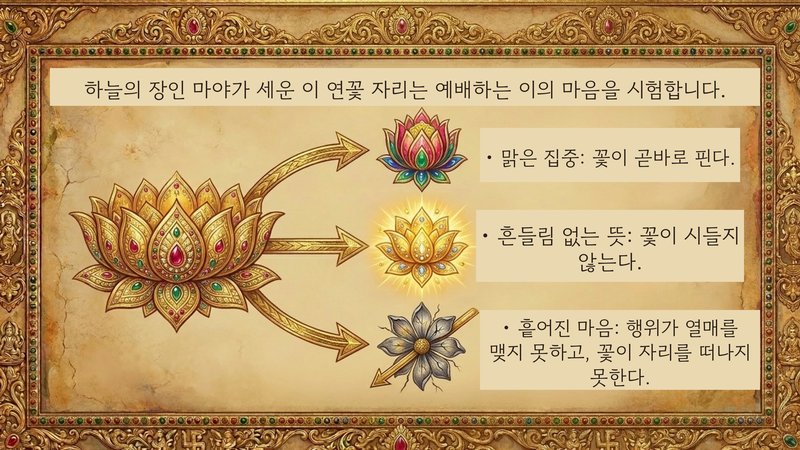 하늘의 장인 마야가 세운 이 연꽃 자리는 예배하는 이의 마음을 시험합니다.
• 맑은 집중: 꽃이 곧바로 핀다.
• 흔들림 없는 뜻: 꽃이 시들지
않는다.
• 흩어진 마음: 행위가 열매를
맺지 못하고, 꽃이 자리를 떠나지
못한다.